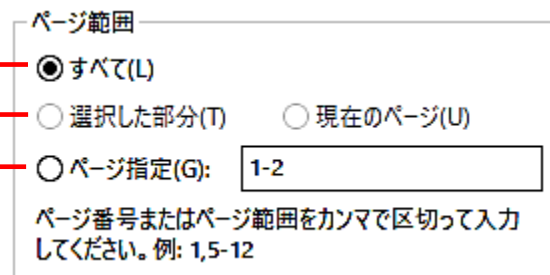 ページ範囲
すべて(L)
選択した部分(T) 現在のページ(U)
ページ指定(G): 1-2
ページ番号またはページ範囲をカンマで区切って入力
してください。例: 1,5-12